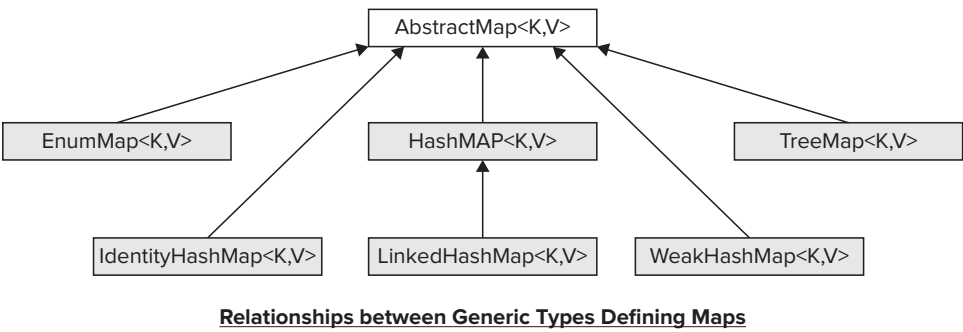 AbstractMap<K,V>
EnumMap<K,V>
HashMAP<K,V>
TreeMap<K,V>
IdentityHashMap<K,V>
LinkedHashMap<K,V>
WeakHashMap<K,V>
Relationships between Generic Types Defining Maps